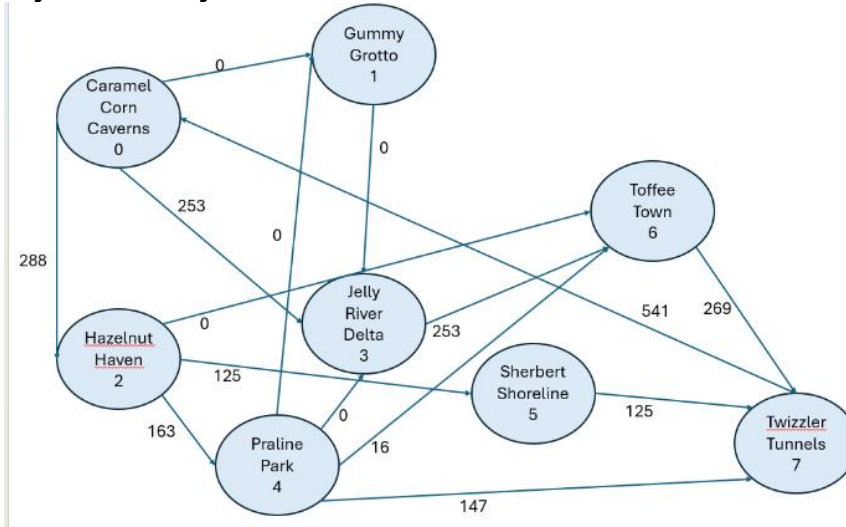 Gummy
Grotto
1
0
Caramel
Corn
Caverns
0
0
253
0
Toffee
Town
6
288
Jelly
River
Delta
3
541
269
0
253
Hazelnut
Haven
2
125
Sherbert
Shoreline
5
125
163
0
16
Praline
Park
4
Twizzler
Tunnels
7
147